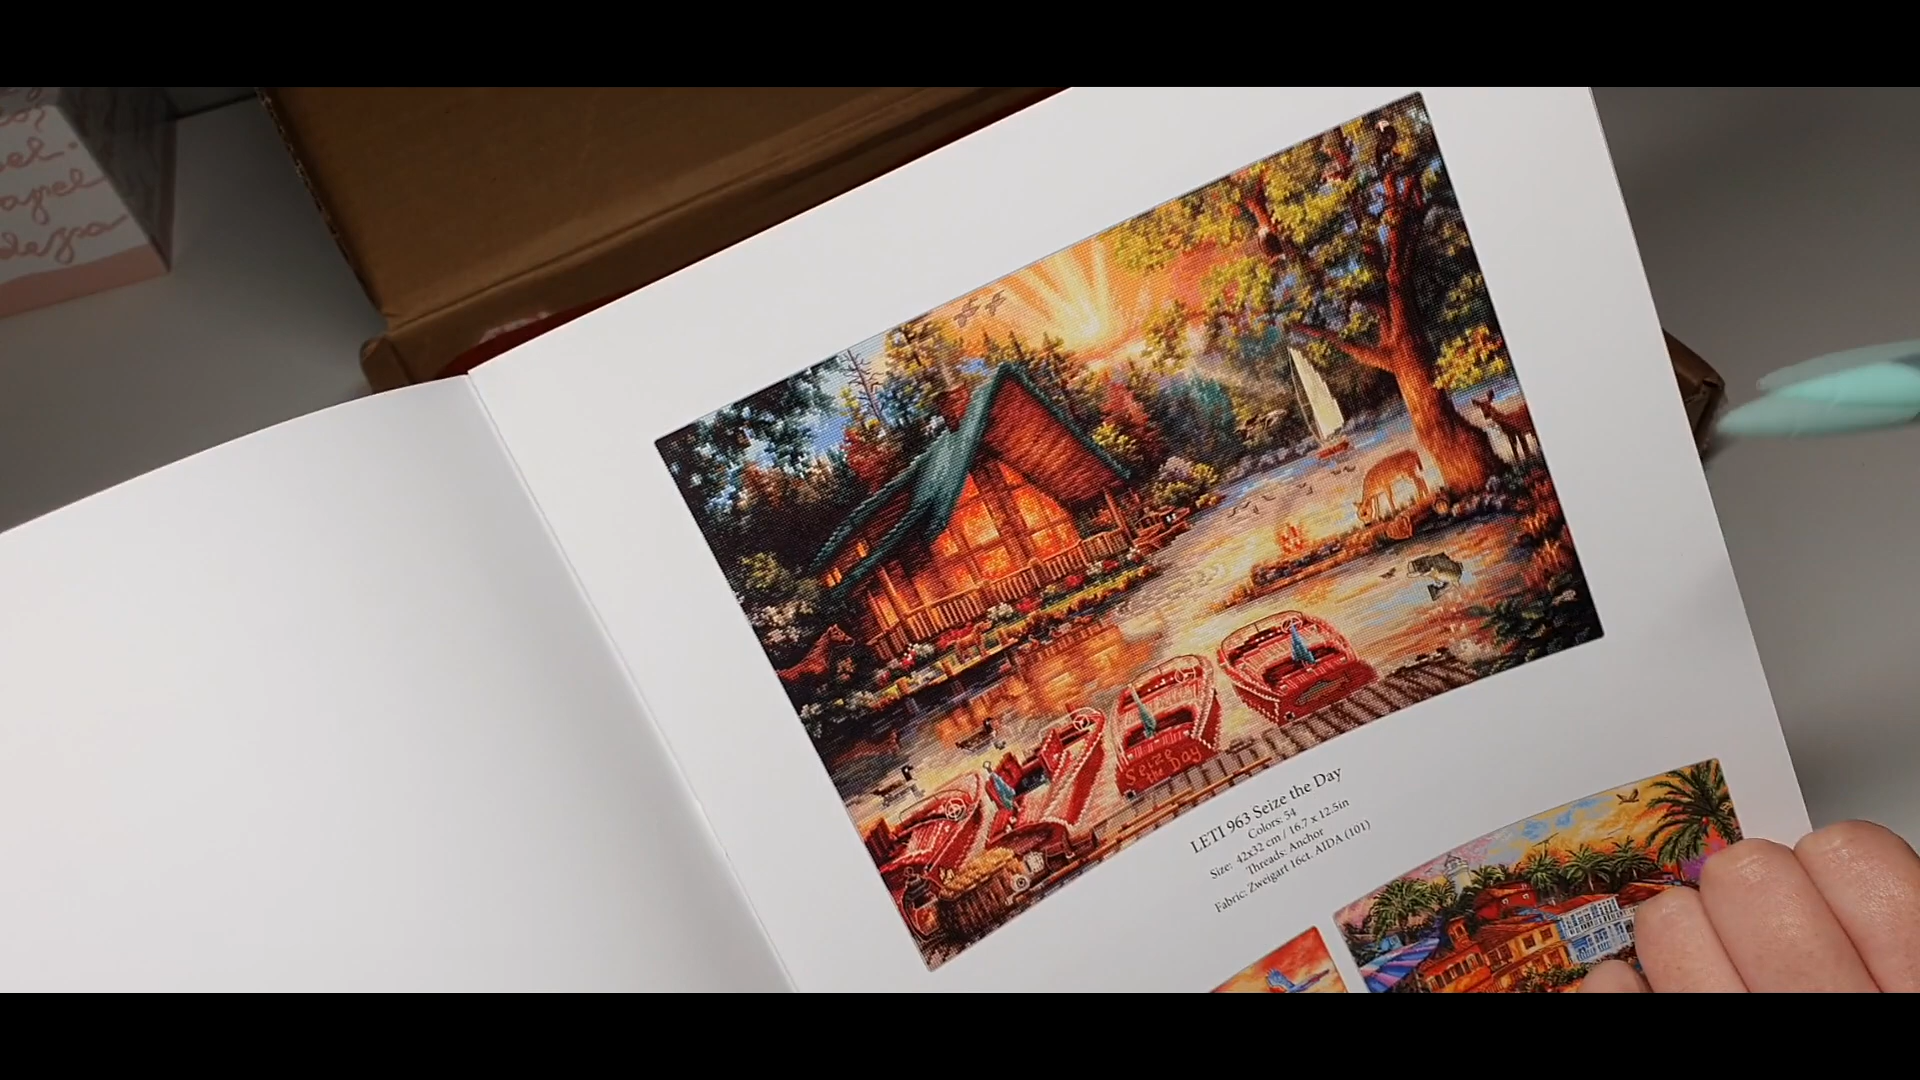 Seize
the Day
LETI 963 Seize the Day
Colors: 54
Size: 42x32 cm / 16.7 x 12.5in
Threads: Anchor
Fabric: Zweigart 16ct. AIDA (101)